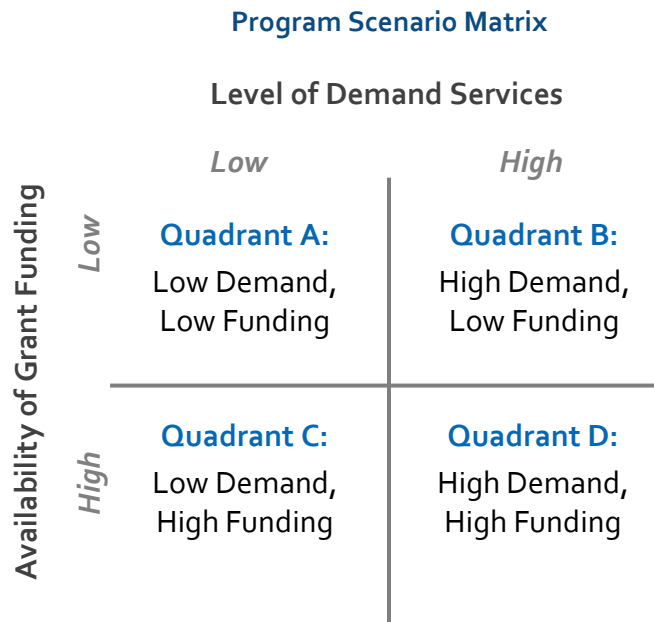 Program Scenario Matrix
Level of Demand Services
Low
High
Availability of Grant Funding
Low
Quadrant A:
Low Demand,
Low Funding
Quadrant B:
High Demand,
Low Funding
High
Quadrant C:
Low Demand,
High Funding
Quadrant D:
High Demand,
High Funding